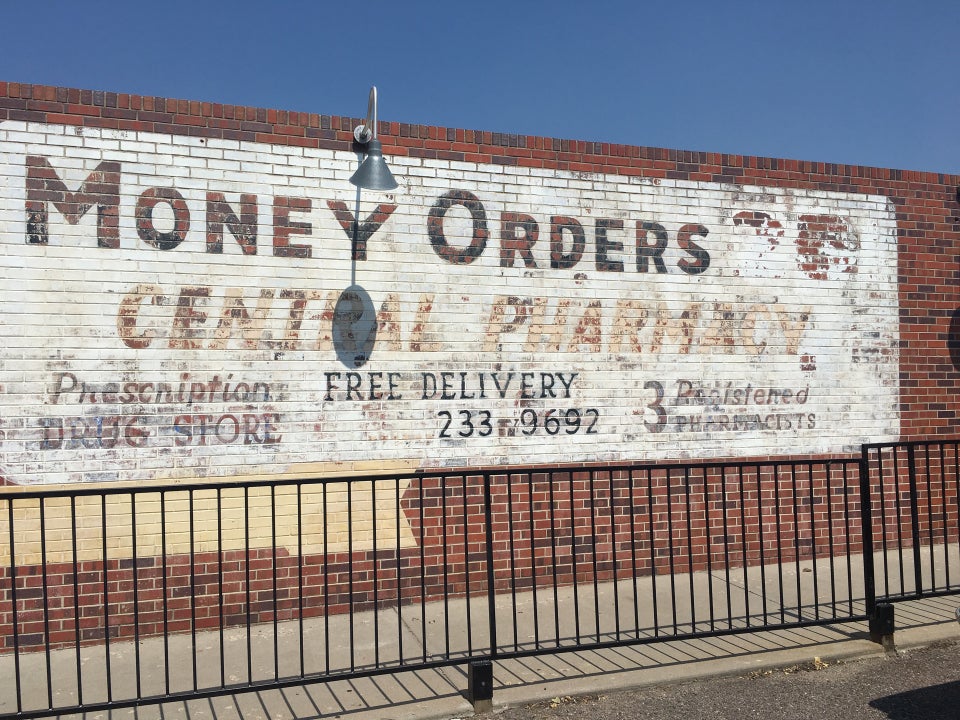 MONEY ORDERS
CENTRAL PHARMACY
Prescription
DRUG STORE
FREE DELIVERY
233-9692
3 Registered
PHARMACISTS